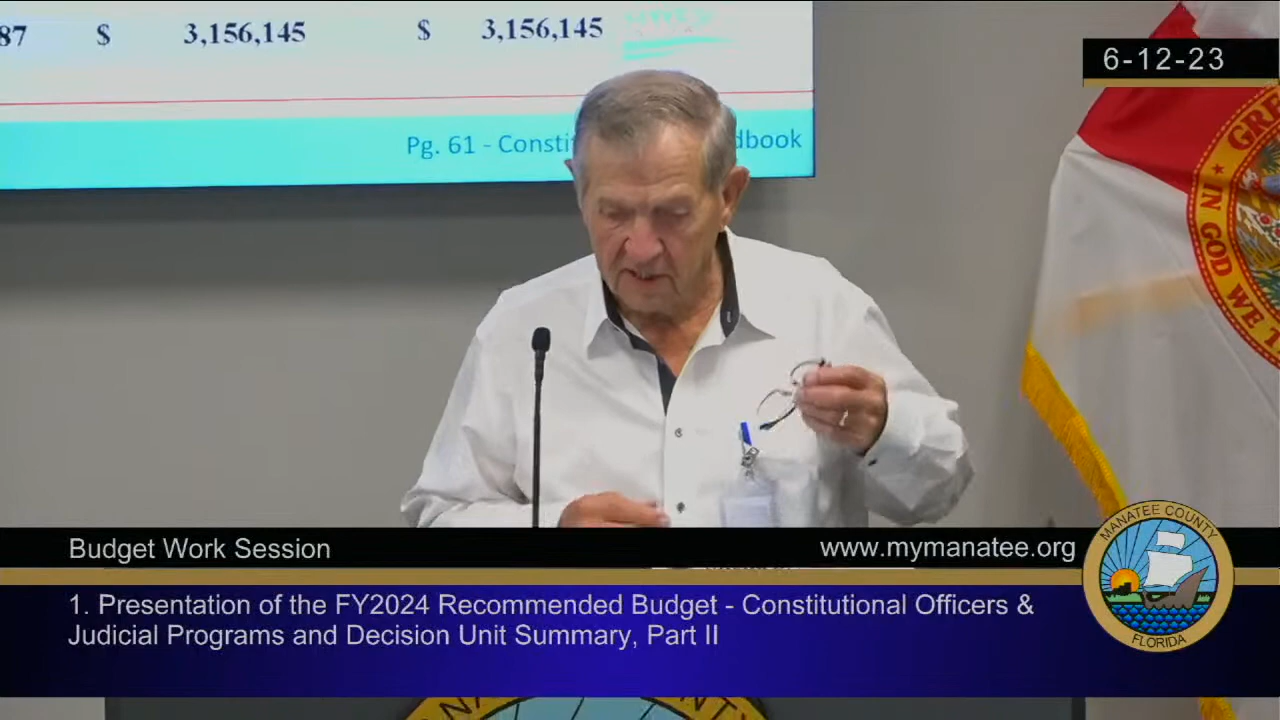 87 $ 3,156,145 $ 3,156,145
Pg. 61 - Consti dbook
6-12-23
GRE
IN GOD WE T
Budget Work Session
www.mymanatee.org
1. Presentation of the FY2024 Recommended Budget - Constitutional Officers &
Judicial Programs and Decision Unit Summary, Part II
MANATEE COUNTY
FLORIDA